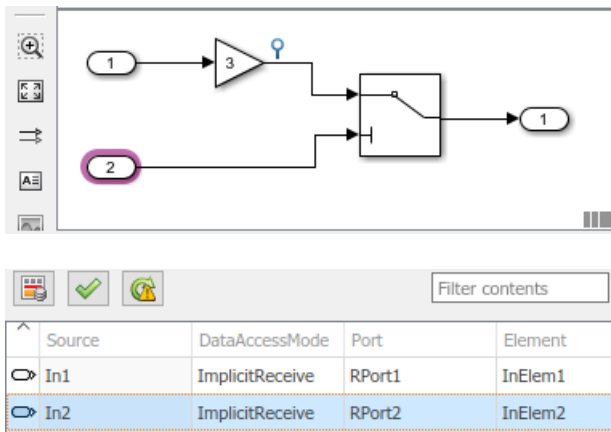 1
3
1
2
A
Filter contents
Source DataAccessMode Port Element
In1 ImplicitReceive RPort1 InElem1
In2 ImplicitReceive RPort2 InElem2